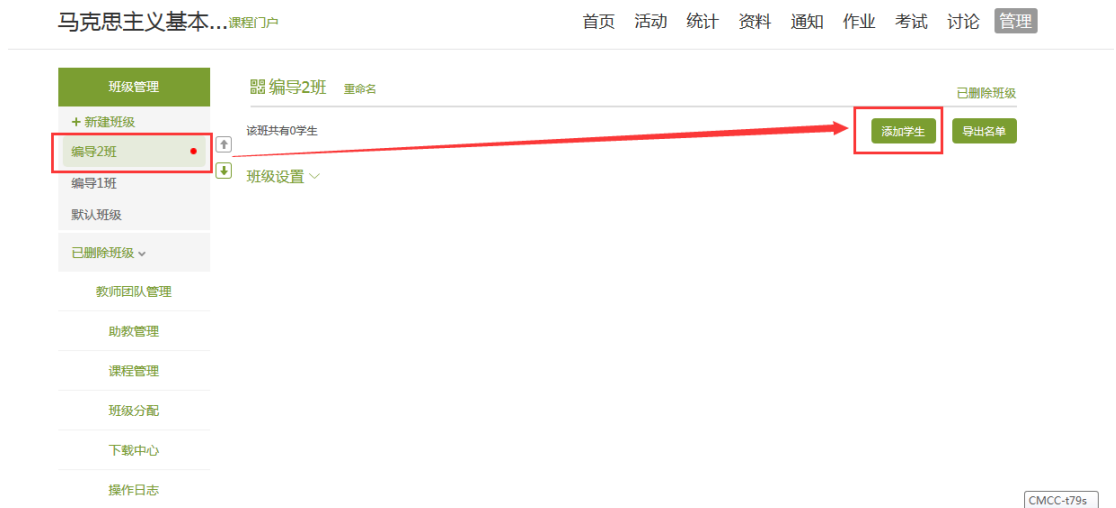 马克思主义基本...课程门户 首页 活动 统计 资料 通知 作业 考试 讨论 管理
班级管理
编导2班 重命名
已删除班级
+ 新建班级
该班共有0学生
添加学生 导出名单
编导2班
班级设置
编导1班
默认班级
已删除班级
教师团队管理
助教管理
课程管理
班级分配
下载中心
操作日志
CMCC-t79s